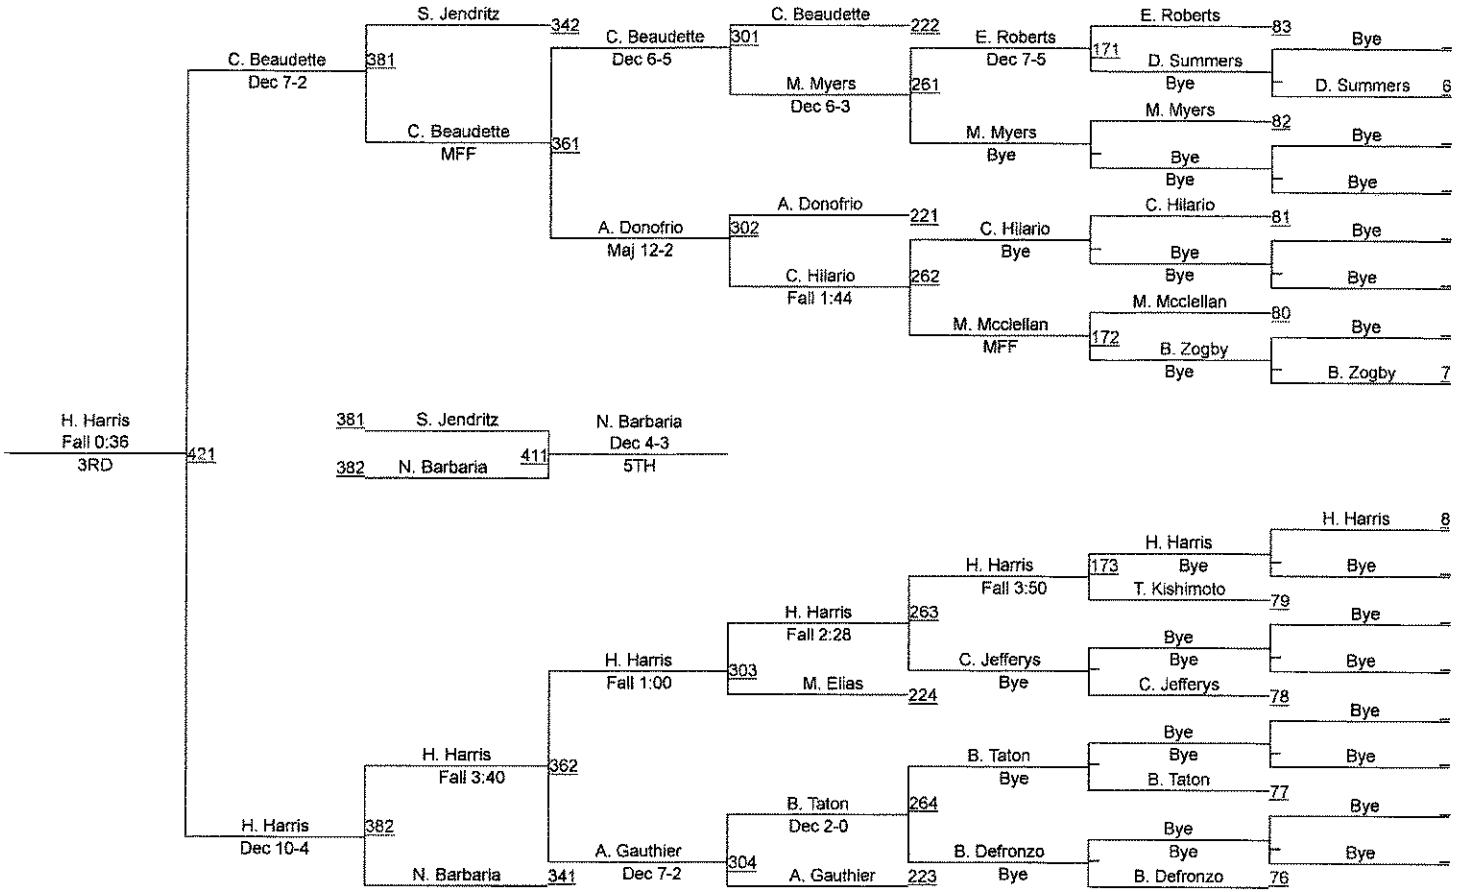 S. Jendritz 342
C. Beaudette 222
E. Roberts 83
C. Beaudette 301
Dec 6-5
E. Roberts 171
Dec 7-5
Bye
C. Beaudette 381
Dec 7-2
D. Summers
Bye
M. Myers 261
Dec 6-3
D. Summers 6
M. Myers 82
C. Beaudette 361
MFF
M. Myers
Bye
Bye
Bye
Bye
Bye
A. Donofrio 221
C. Hilario 81
A. Donofrio 302
Maj 12-2
C. Hilario
Bye
Bye
Bye
Bye
C. Hilario 262
Fall 1:44
Bye
M. Mcclellan 80
M. Mcclellan 172
MFF
Bye
B. Zogby
Bye
B. Zogby 7
H. Harris
Fall 0:36
3RD
421
381 S. Jendritz
382 N. Barbaria
411
N. Barbaria
Dec 4-3
5TH
H. Harris 8
H. Harris
Bye
H. Harris 173
Fall 3:50
Bye
T. Kishimoto 79
H. Harris 263
Fall 2:28
Bye
Bye
Bye
H. Harris 303
Fall 1:00
C. Jefferys
Bye
Bye
M. Elias 224
C. Jefferys 78
Bye
Bye
Bye
H. Harris 362
Fall 3:40
B. Taton
Bye
Bye
B. Taton 77
B. Taton 264
Dec 2-0
Bye
H. Harris 382
Dec 10-4
Bye
Bye
A. Gauthier 304
Dec 7-2
B. Defronzo
Bye
Bye
N. Barbaria 341
A. Gauthier 223
B. Defronzo 76